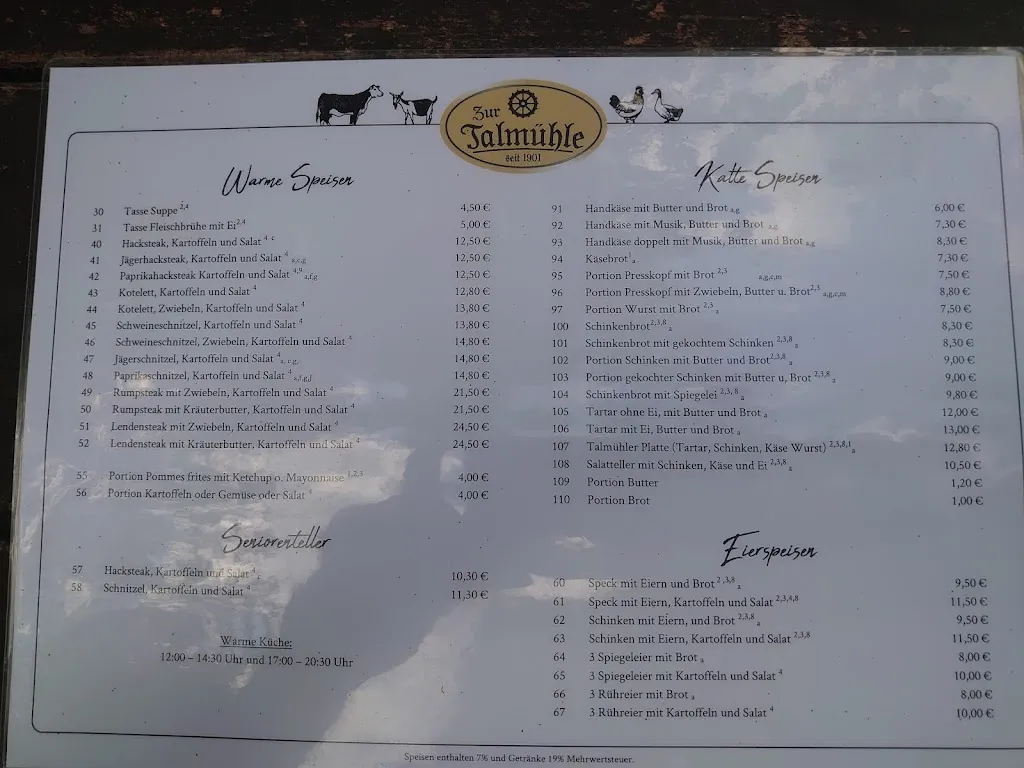 Zur
Talmühle
seit 1901
Warme Speisen
30 Tasse Suppe 2,4 4,50 €
31 Tasse Fleischbrühe mit Ei 2,4 5,00 €
40 Hacksteak, Kartoffeln und Salat 4 c 12,50 €
41 Jägerhacksteak, Kartoffeln und Salat 4 a,c,g 12,50 €
42 Paprikahacksteak Kartoffeln und Salat 4,9 a,f,g 12,50 €
43 Kotelett, Kartoffeln und Salat 4 12,80 €
44 Kotelett, Zwiebeln, Kartoffeln und Salat 4 13,80 €
45 Schweineschnitzel, Kartoffeln und Salat 4 13,80 €
46 Schweineschnitzel, Zwiebeln, Kartoffeln und Salat 4 14,80 €
47 Jägerschnitzel, Kartoffeln und Salat 4 a, c,g, 14,80 €
48 Paprikaschnitzel, Kartoffeln und Salat 4 a,f,g,j 14,80 €
49 Rumpsteak mit Zwiebeln, Kartoffeln und Salat 4 21,50 €
50 Rumpsteak mit Kräuterbutter, Kartoffeln und Salat 4 21,50 €
51 Lendensteak mit Zwiebeln, Kartoffeln und Salat 4 24,50 €
52 Lendensteak mit Kräuterbutter, Kartoffeln und Salat 4 24,50 €
55 Portion Pommes frites mit Ketchup o. Mayonnaise 1,2,3 4,00 €
56 Portion Kartoffeln oder Gemüse oder Salat 4 4,00 €
Seniorenteller
57 Hacksteak, Kartoffeln und Salat 4 10,30 €
58 Schnitzel, Kartoffeln und Salat 4 11,30 €
Warme Küche:
12:00 – 14:30 Uhr und 17:00 – 20:30 Uhr
Kalte Speisen
91 Handkäse mit Butter und Brot a,g 6,00 €
92 Handkäse mit Musik, Butter und Brot a,g 7,30 €
93 Handkäse doppelt mit Musik, Butter und Brot a,g 8,30 €
94 Käsebrot 1 a 7,30 €
95 Portion Presskopf mit Brot 2,3 a,g,c,m 7,50 €
96 Portion Presskopf mit Zwiebeln, Butter u. Brot 2,3 a,g,c,m 8,80 €
97 Portion Wurst mit Brot 2,3 a 7,50 €
100 Schinkenbrot 2,3,8 a 8,30 €
101 Schinkenbrot mit gekochtem Schinken 2,3,8 a 8,30 €
102 Portion Schinken mit Butter und Brot 2,3,8 a 9,00 €
103 Portion gekochter Schinken mit Butter u, Brot 2,3,8 a 9,00 €
104 Schinkenbrot mit Spiegelei 2,3, 8 a 9,80 €
105 Tartar ohne Ei, mit Butter und Brot a 12,00 €
106 Tartar mit Ei, Butter und Brot a 13,00 €
107 Talmühler Platte (Tartar, Schinken, Käse Wurst) 2,3,8,1 a 12,80 €
108 Salatteller mit Schinken, Käse und Ei 2,3,8 a 10,50 €
109 Portion Butter 1,20 €
110 Portion Brot 1,00 €
Eierspeisen
60 Speck mit Eiern und Brot 2 ,3,8 a 9,50 €
61 Speck mit Eiern, Kartoffeln und Salat 2,3,4,8 11,50 €
62 Schinken mit Eiern, und Brot 2,3,8 a 9,50 €
63 Schinken mit Eiern, Kartoffeln und Salat 2,3,8 11,50 €
64 3 Spiegeleier mit Brot a 8,00 €
65 3 Spiegeleier mit Kartoffeln und Salat 4 10,00 €
66 3 Rühreier mit Brot a 8,00 €
67 3 Rühreier mit Kartoffeln und Salat 4 10,00 €
Speisen enthalten 7% und Getränke 19% Mehrwertsteuer.